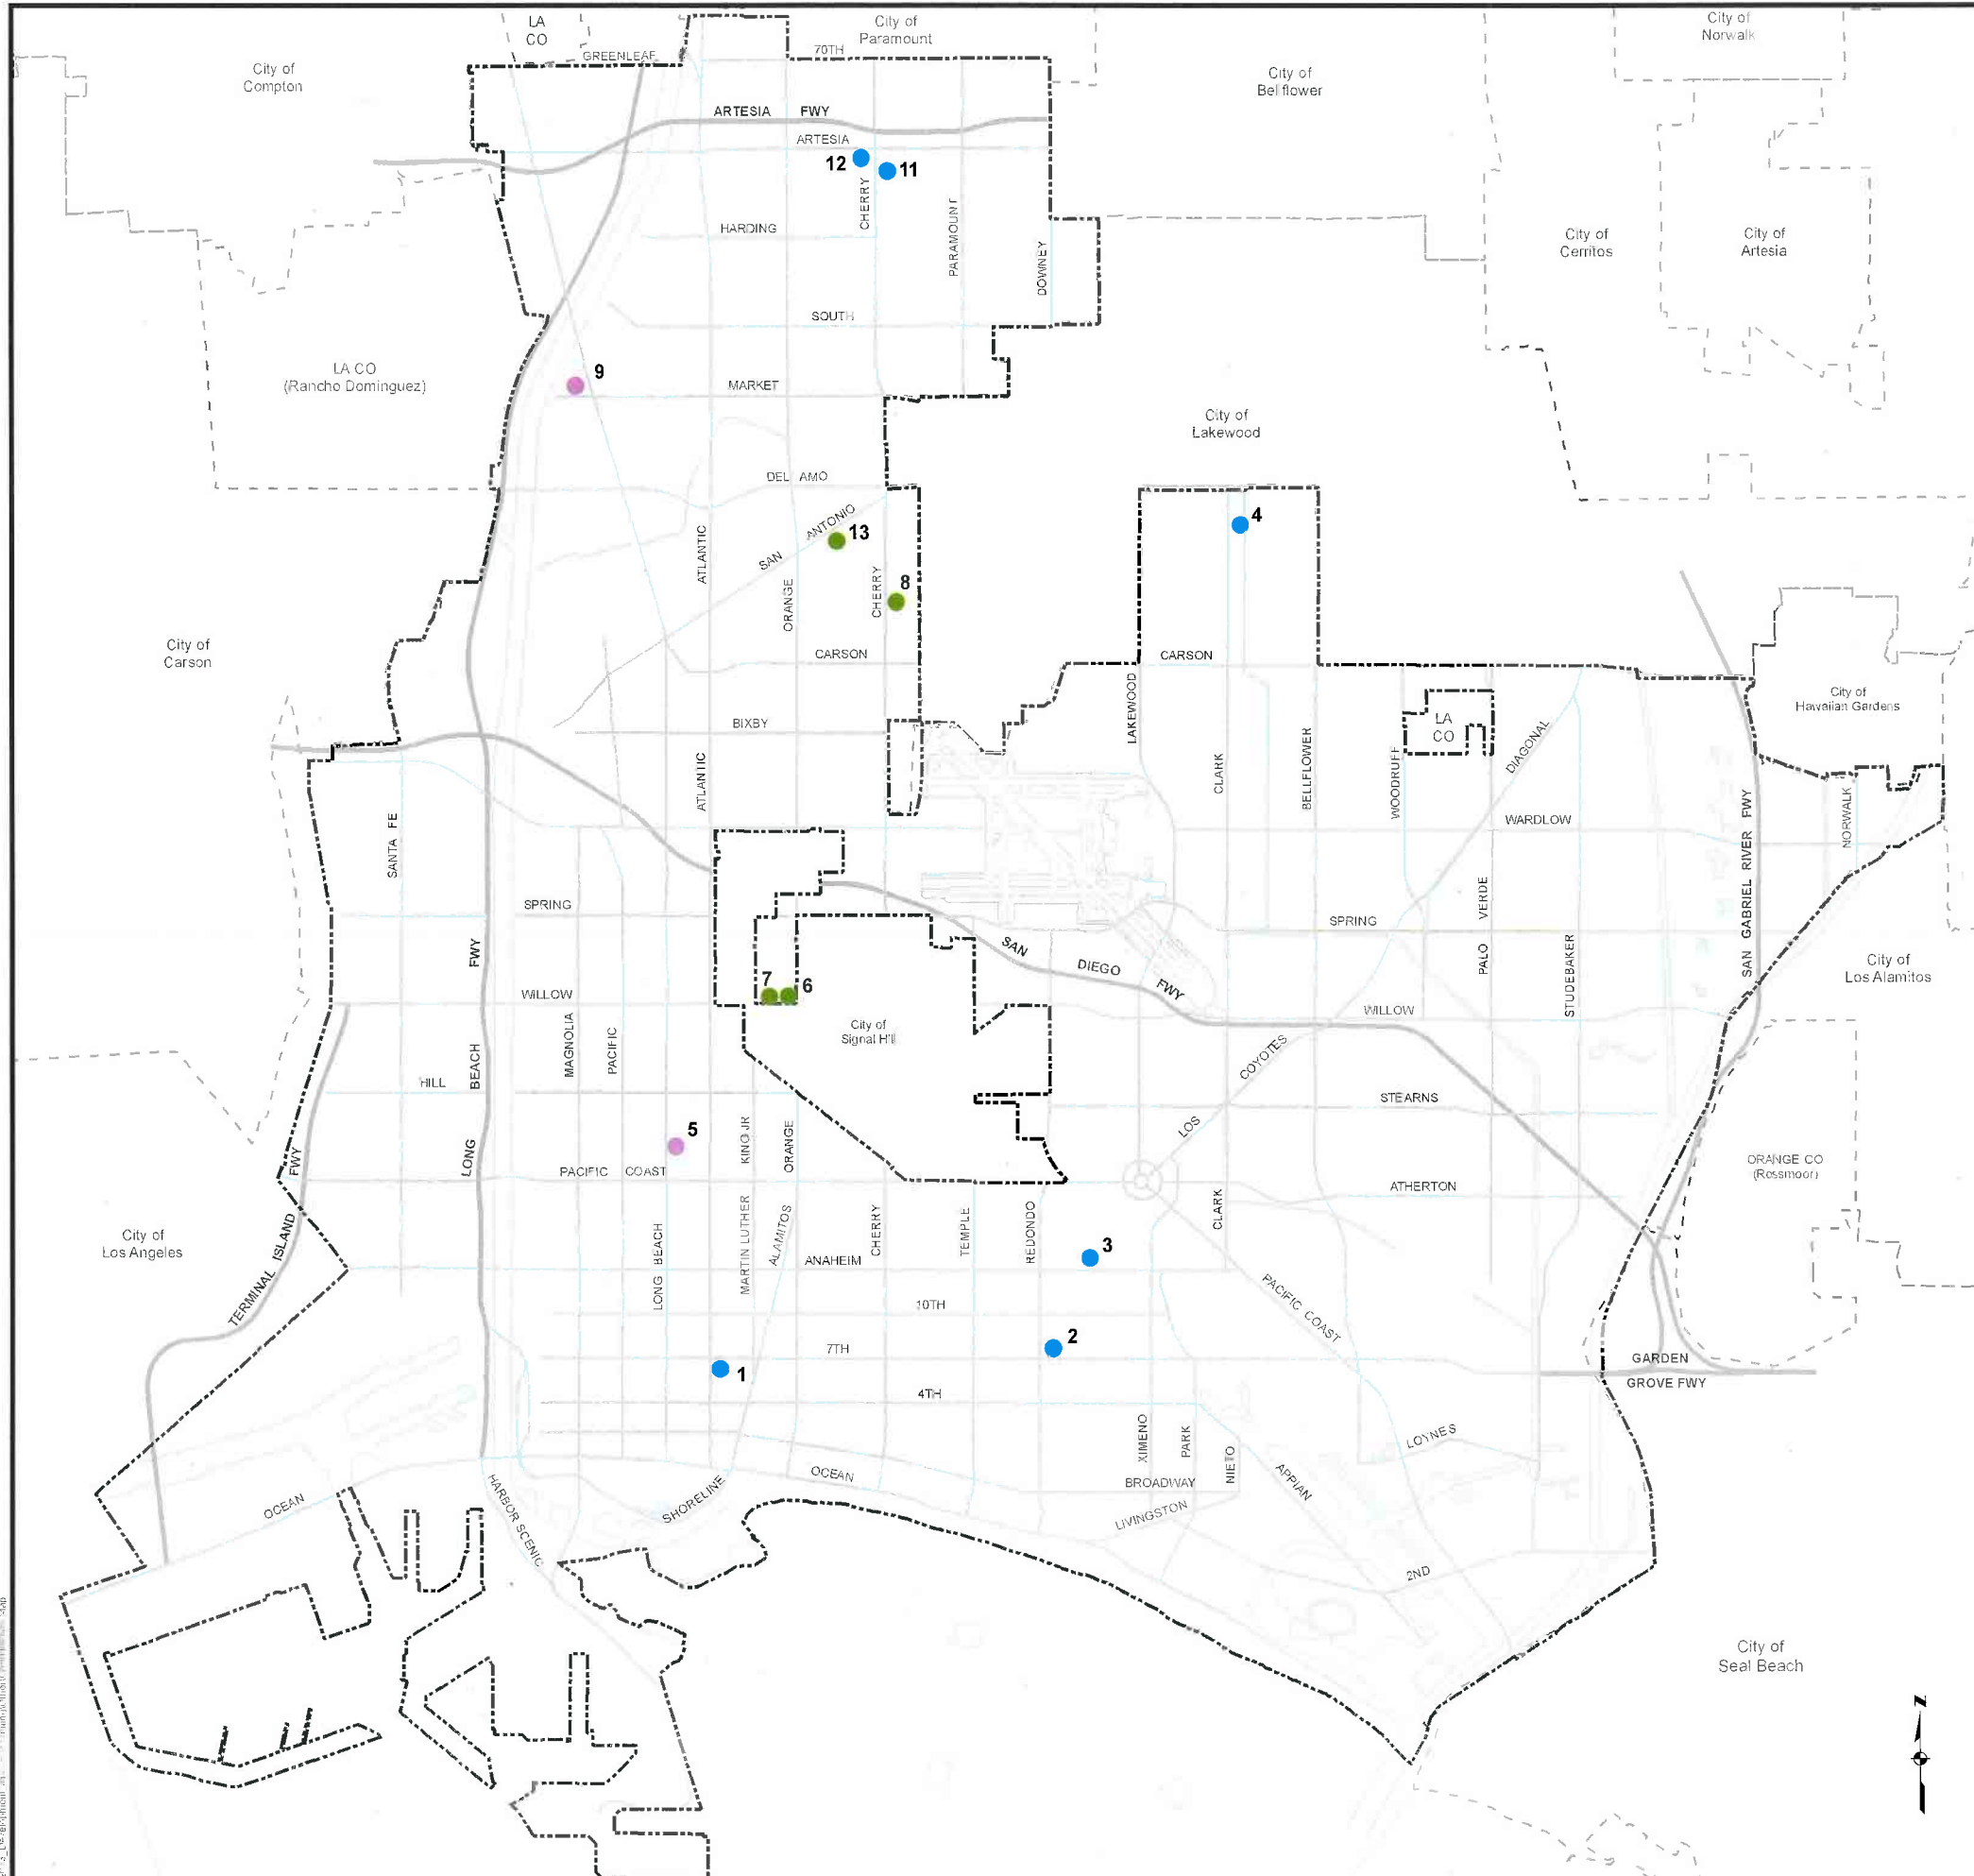 LA
CO
City of
Paramount
City of
Norwalk
GREENLEAF
70TH
City of
Compton
City of
Bellflower
ARTESIA FWY
ARTESIA
12
11
CHERRY
HARDING
PARAMOUNT
DOWNEY
City of
Cerritos
City of
Artesia
SOUTH
LA CO
(Rancho Dominguez)
9
MARKET
City of
Lakewood
DEL AMO
SAN ANTONIO
13
4
ATLANTIC
ORANGE
CHERRY
8
City of
Carson
CARSON
CARSON
BIXBY
LAKEWOOD
LA
CO
City of
Hawaiian Gardens
ATLANTIC
CLARK
BELLFLOWER
WOODRUFF
DIAGONAL
SANTA FE
WARDLOW
NORWALK
SAN GABRIEL RIVER FWY
SPRING
PALO VERDE
SPRING
STUDEBAKER
SAN DIEGO FWY
City of
Los Alamitos
7
6
WILLOW
WILLOW
City of
Signal Hill
MAGNOLIA
PACIFIC
LONG BEACH FWY
HILL
LOS COYOTES
STEARNS
5
KING JR
ORANGE
PACIFIC COAST
ORANGE CO
(Rossmoor)
ATHERTON
City of
Los Angeles
TERMINAL ISLAND FWY
LONG BEACH
MARTIN LUTHER
ALAMITOS
CHERRY
TEMPLE
REDONDO
CLARK
3
ANAHEIM
PACIFIC COAST
10TH
2
7TH
1
GARDEN
GROVE FWY
4TH
XIMENO
PARK
NIETO
LOYNES
APPIAN
OCEAN
BROADWAY
LIVINGSTON
OCEAN
SHORELINE
HARBOR SCENIC
2ND
City of
Seal Beach
Z